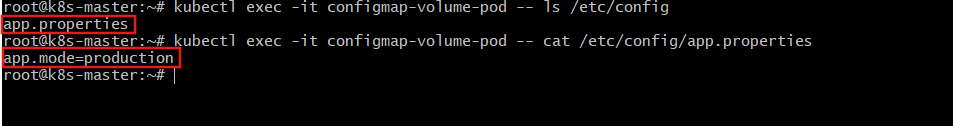 root@k8s-master:~# kubectl exec -it configmap-volume-pod -- ls /etc/config
app.properties
root@k8s-master:~# kubectl exec -it configmap-volume-pod -- cat /etc/config/app.properties
app.mode=production
root@k8s-master:~#